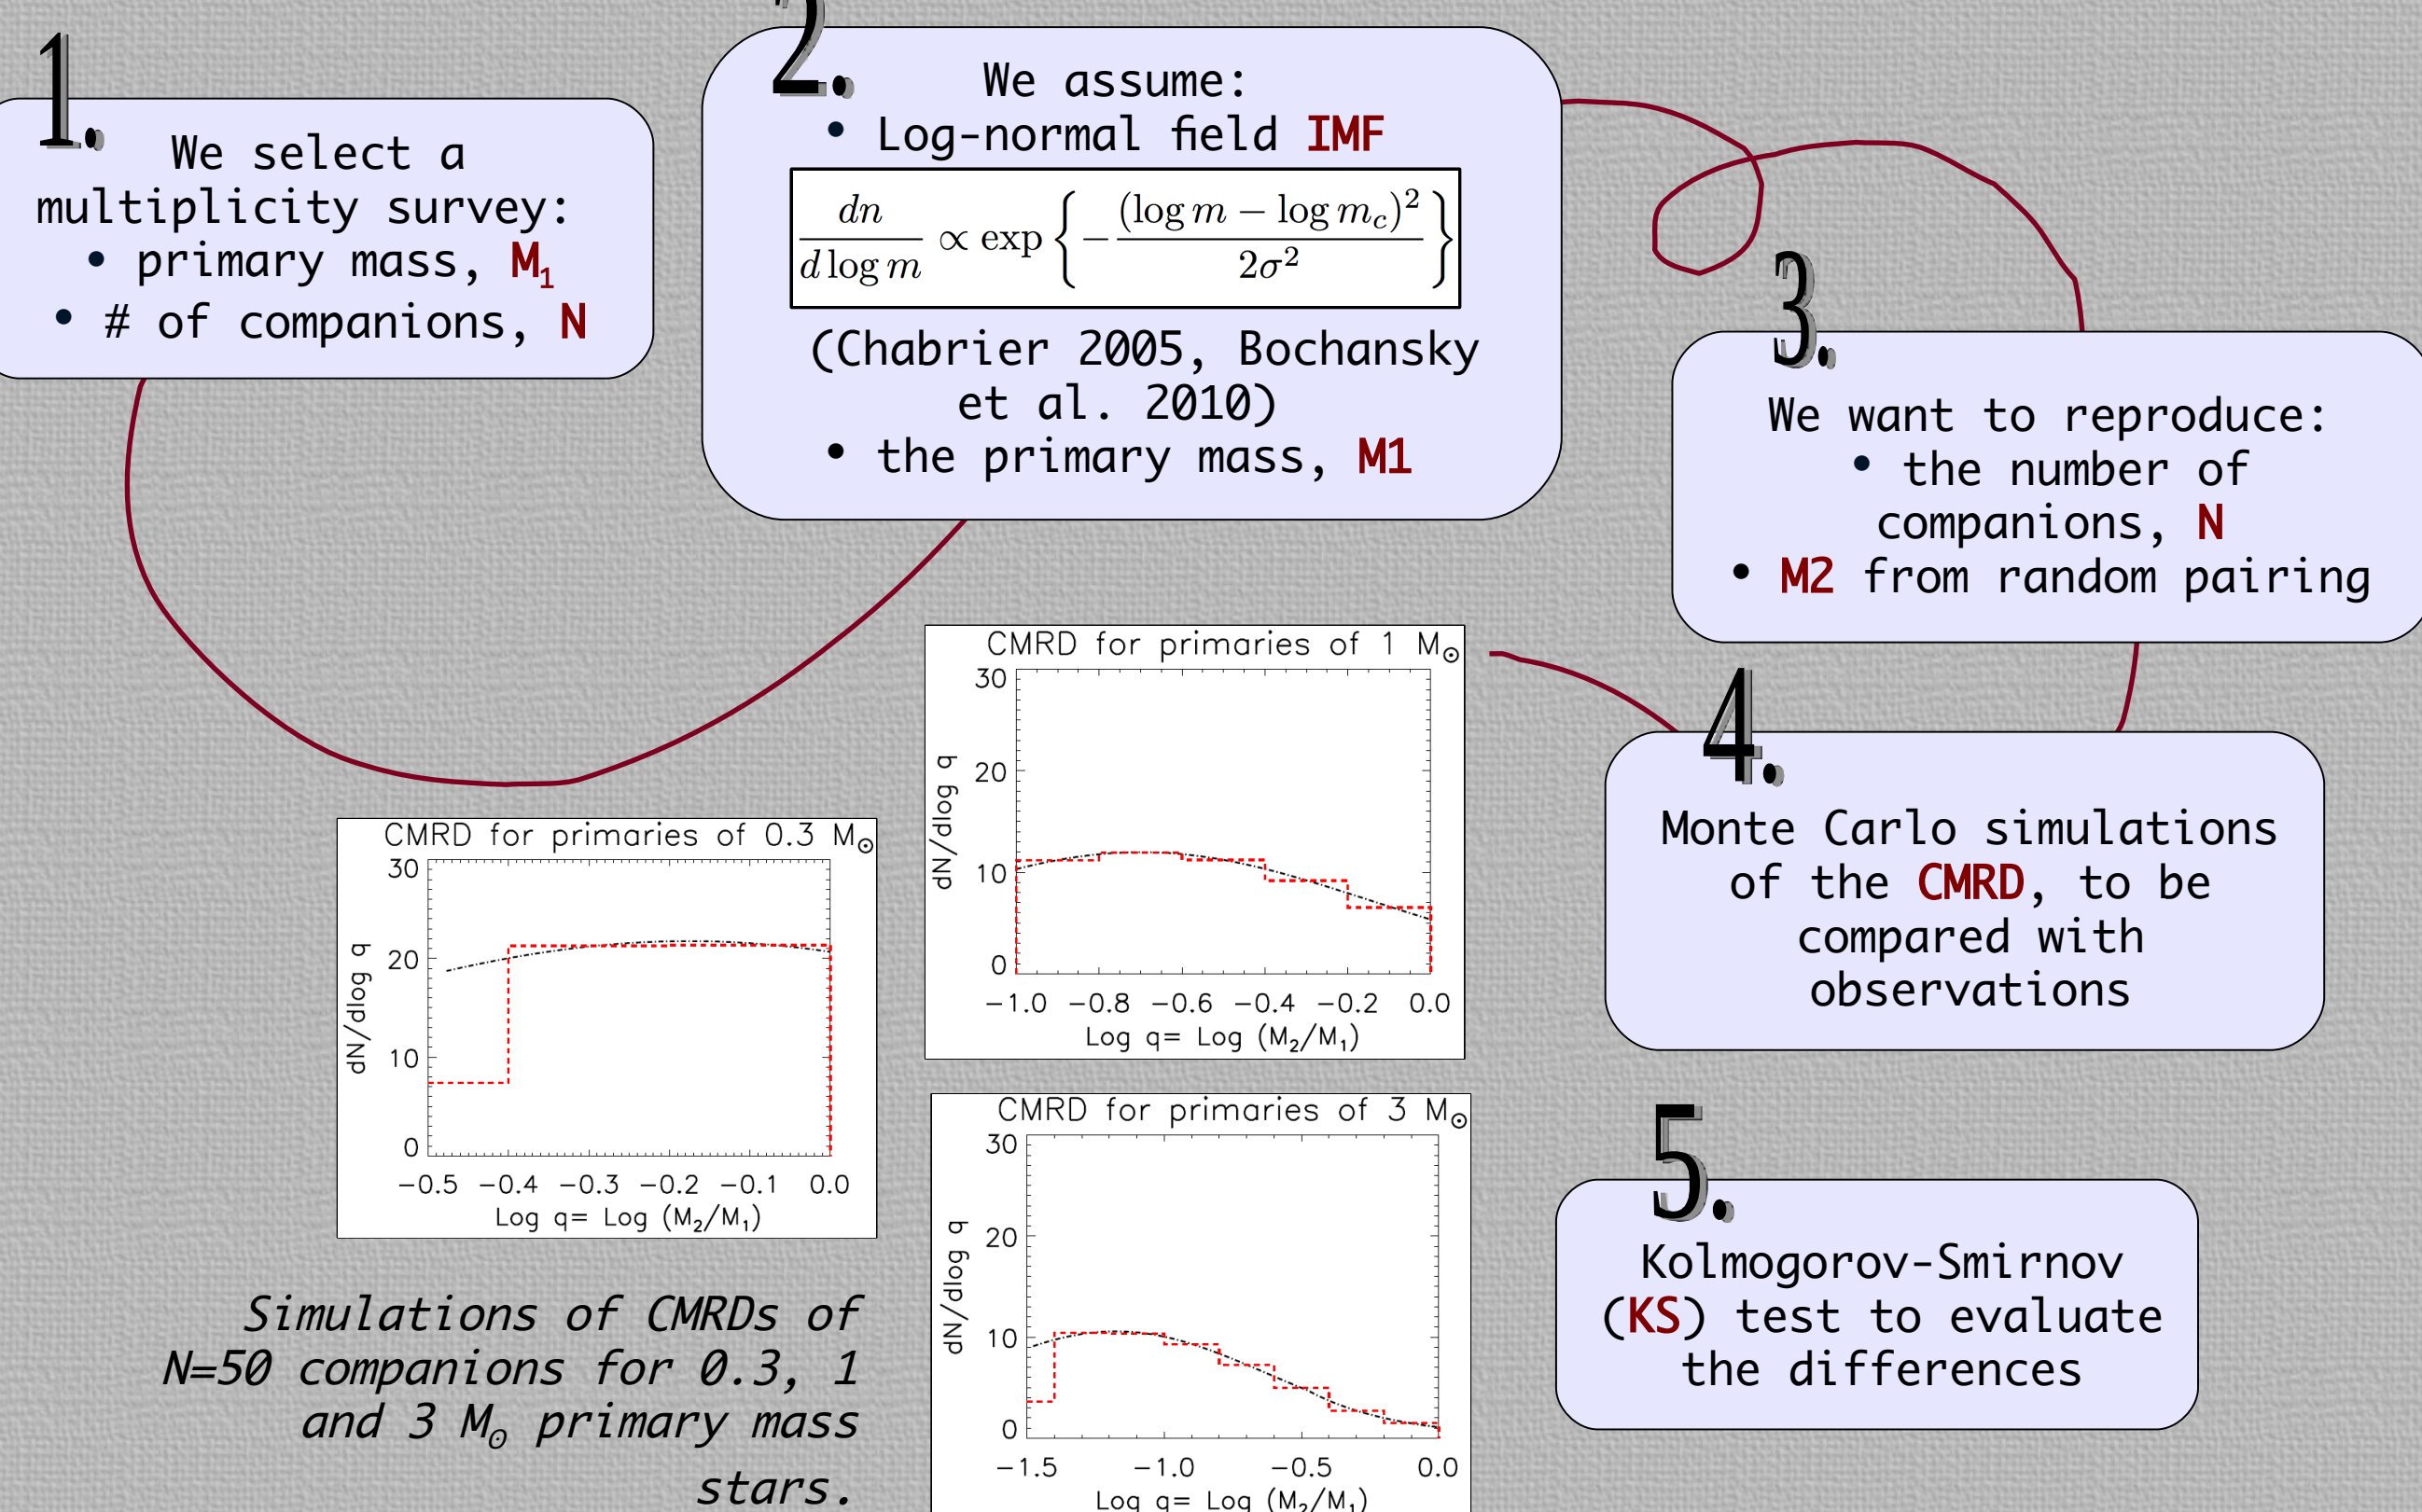 1.
We select a
multiplicity survey:
• primary mass, M₁
• # of companions, N
2.
We assume:
• Log-normal field IMF
dn/d log m ∝ exp{−(log m − log m_c)²/2σ²}
(Chabrier 2005, Bochansky
et al. 2010)
• the primary mass, M1
3.
We want to reproduce:
• the number of
companions, N
• M2 from random pairing
4.
Monte Carlo simulations
of the CMRD, to be
compared with
observations
5.
Kolmogorov-Smirnov
(KS) test to evaluate
the differences
CMRD for primaries of 1 M⊙
30
20
10
0
dN/dlog q
−1.0 −0.8 −0.6 −0.4 −0.2 0.0
Log q= Log (M₂/M₁)
CMRD for primaries of 0.3 M⊙
30
20
10
0
dN/dlog q
−0.5 −0.4 −0.3 −0.2 −0.1 0.0
Log q= Log (M₂/M₁)
CMRD for primaries of 3 M⊙
30
20
10
0
dN/dlog q
−1.5 −1.0 −0.5 0.0
Log q= Log (M₂/M₁)
Simulations of CMRDs of
N=50 companions for 0.3, 1
and 3 M⊙ primary mass
stars.